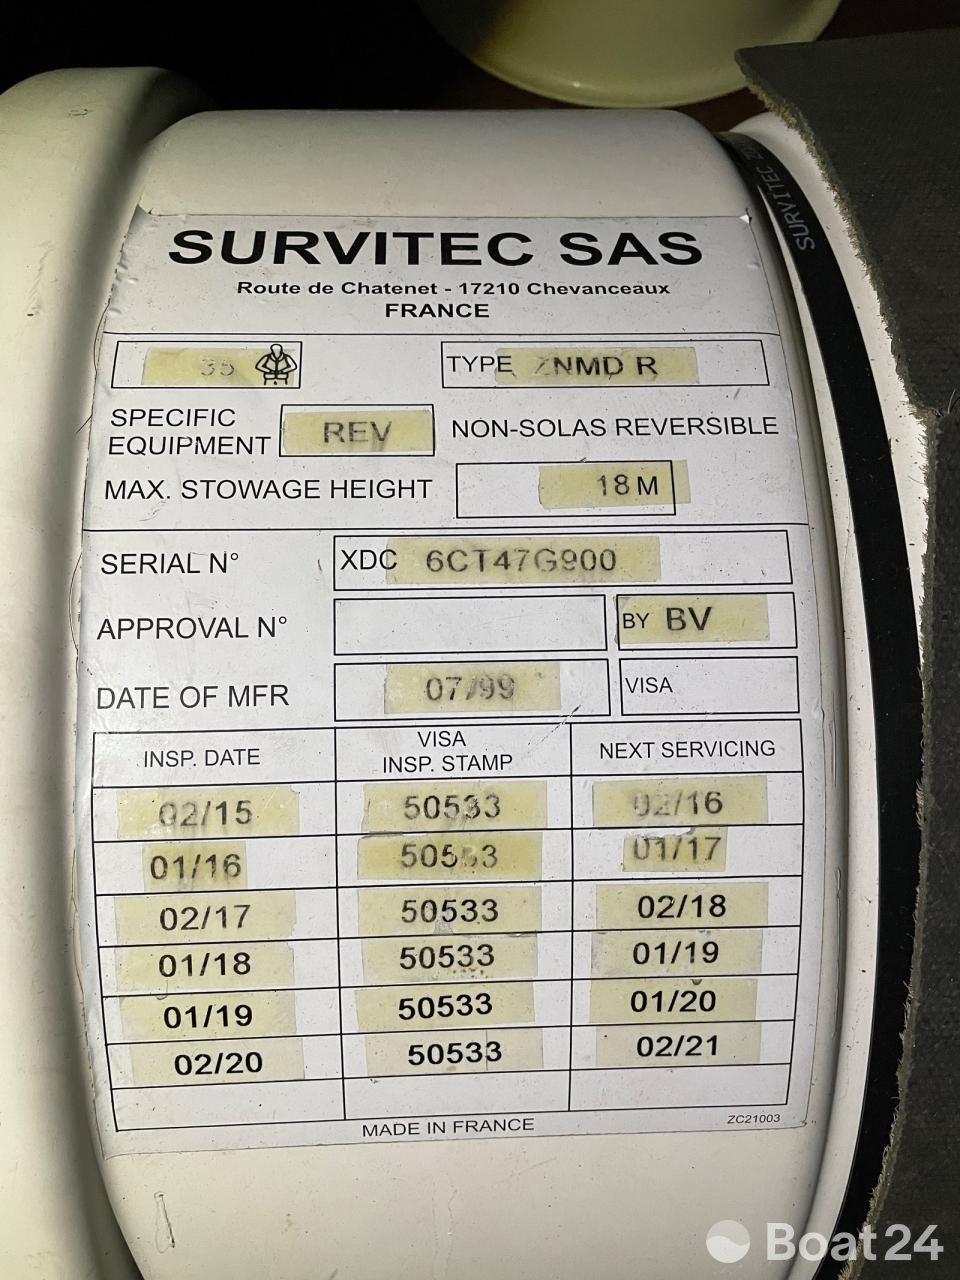 SURVITEC
SURVITEC SAS
Route de Chatenet - 17210 Chevanceaux
FRANCE
35
TYPE ZNMD R
SPECIFIC EQUIPMENT REV NON-SOLAS REVERSIBLE
MAX. STOWAGE HEIGHT 18 M
SERIAL N° XDC 6CT47G900
APPROVAL N° BY BV
DATE OF MFR 07/99 VISA
INSP. DATE VISA INSP. STAMP NEXT SERVICING
02/15 50533 02/16
01/16 50533 01/17
02/17 50533 02/18
01/18 50533 01/19
01/19 50533 01/20
02/20 50533 02/21
MADE IN FRANCE
ZC21003
Boat24